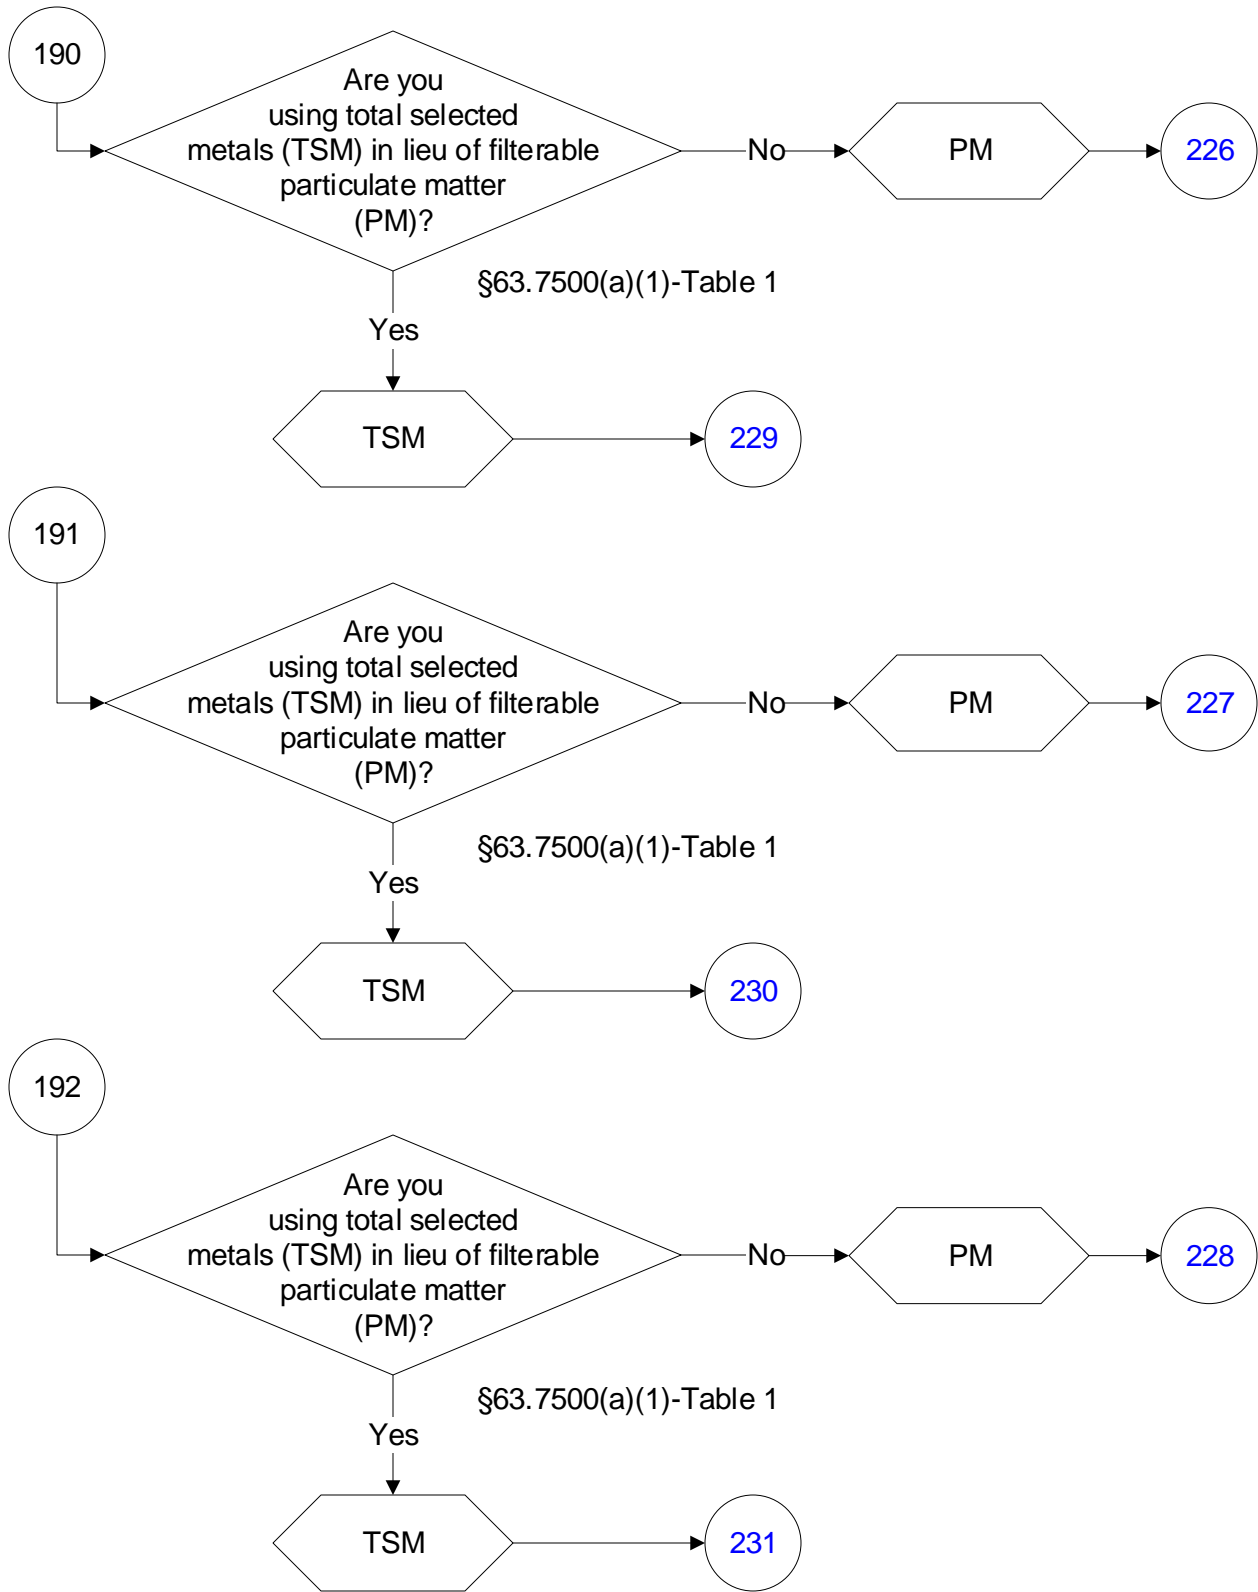 190
Are you
using total selected
metals (TSM) in lieu of filterable
particulate matter
(PM)?
No
PM
226
§63.7500(a)(1)-Table 1
Yes
TSM
229
191
Are you
using total selected
metals (TSM) in lieu of filterable
particulate matter
(PM)?
No
PM
227
§63.7500(a)(1)-Table 1
Yes
TSM
230
192
Are you
using total selected
metals (TSM) in lieu of filterable
particulate matter
(PM)?
No
PM
228
§63.7500(a)(1)-Table 1
Yes
TSM
231